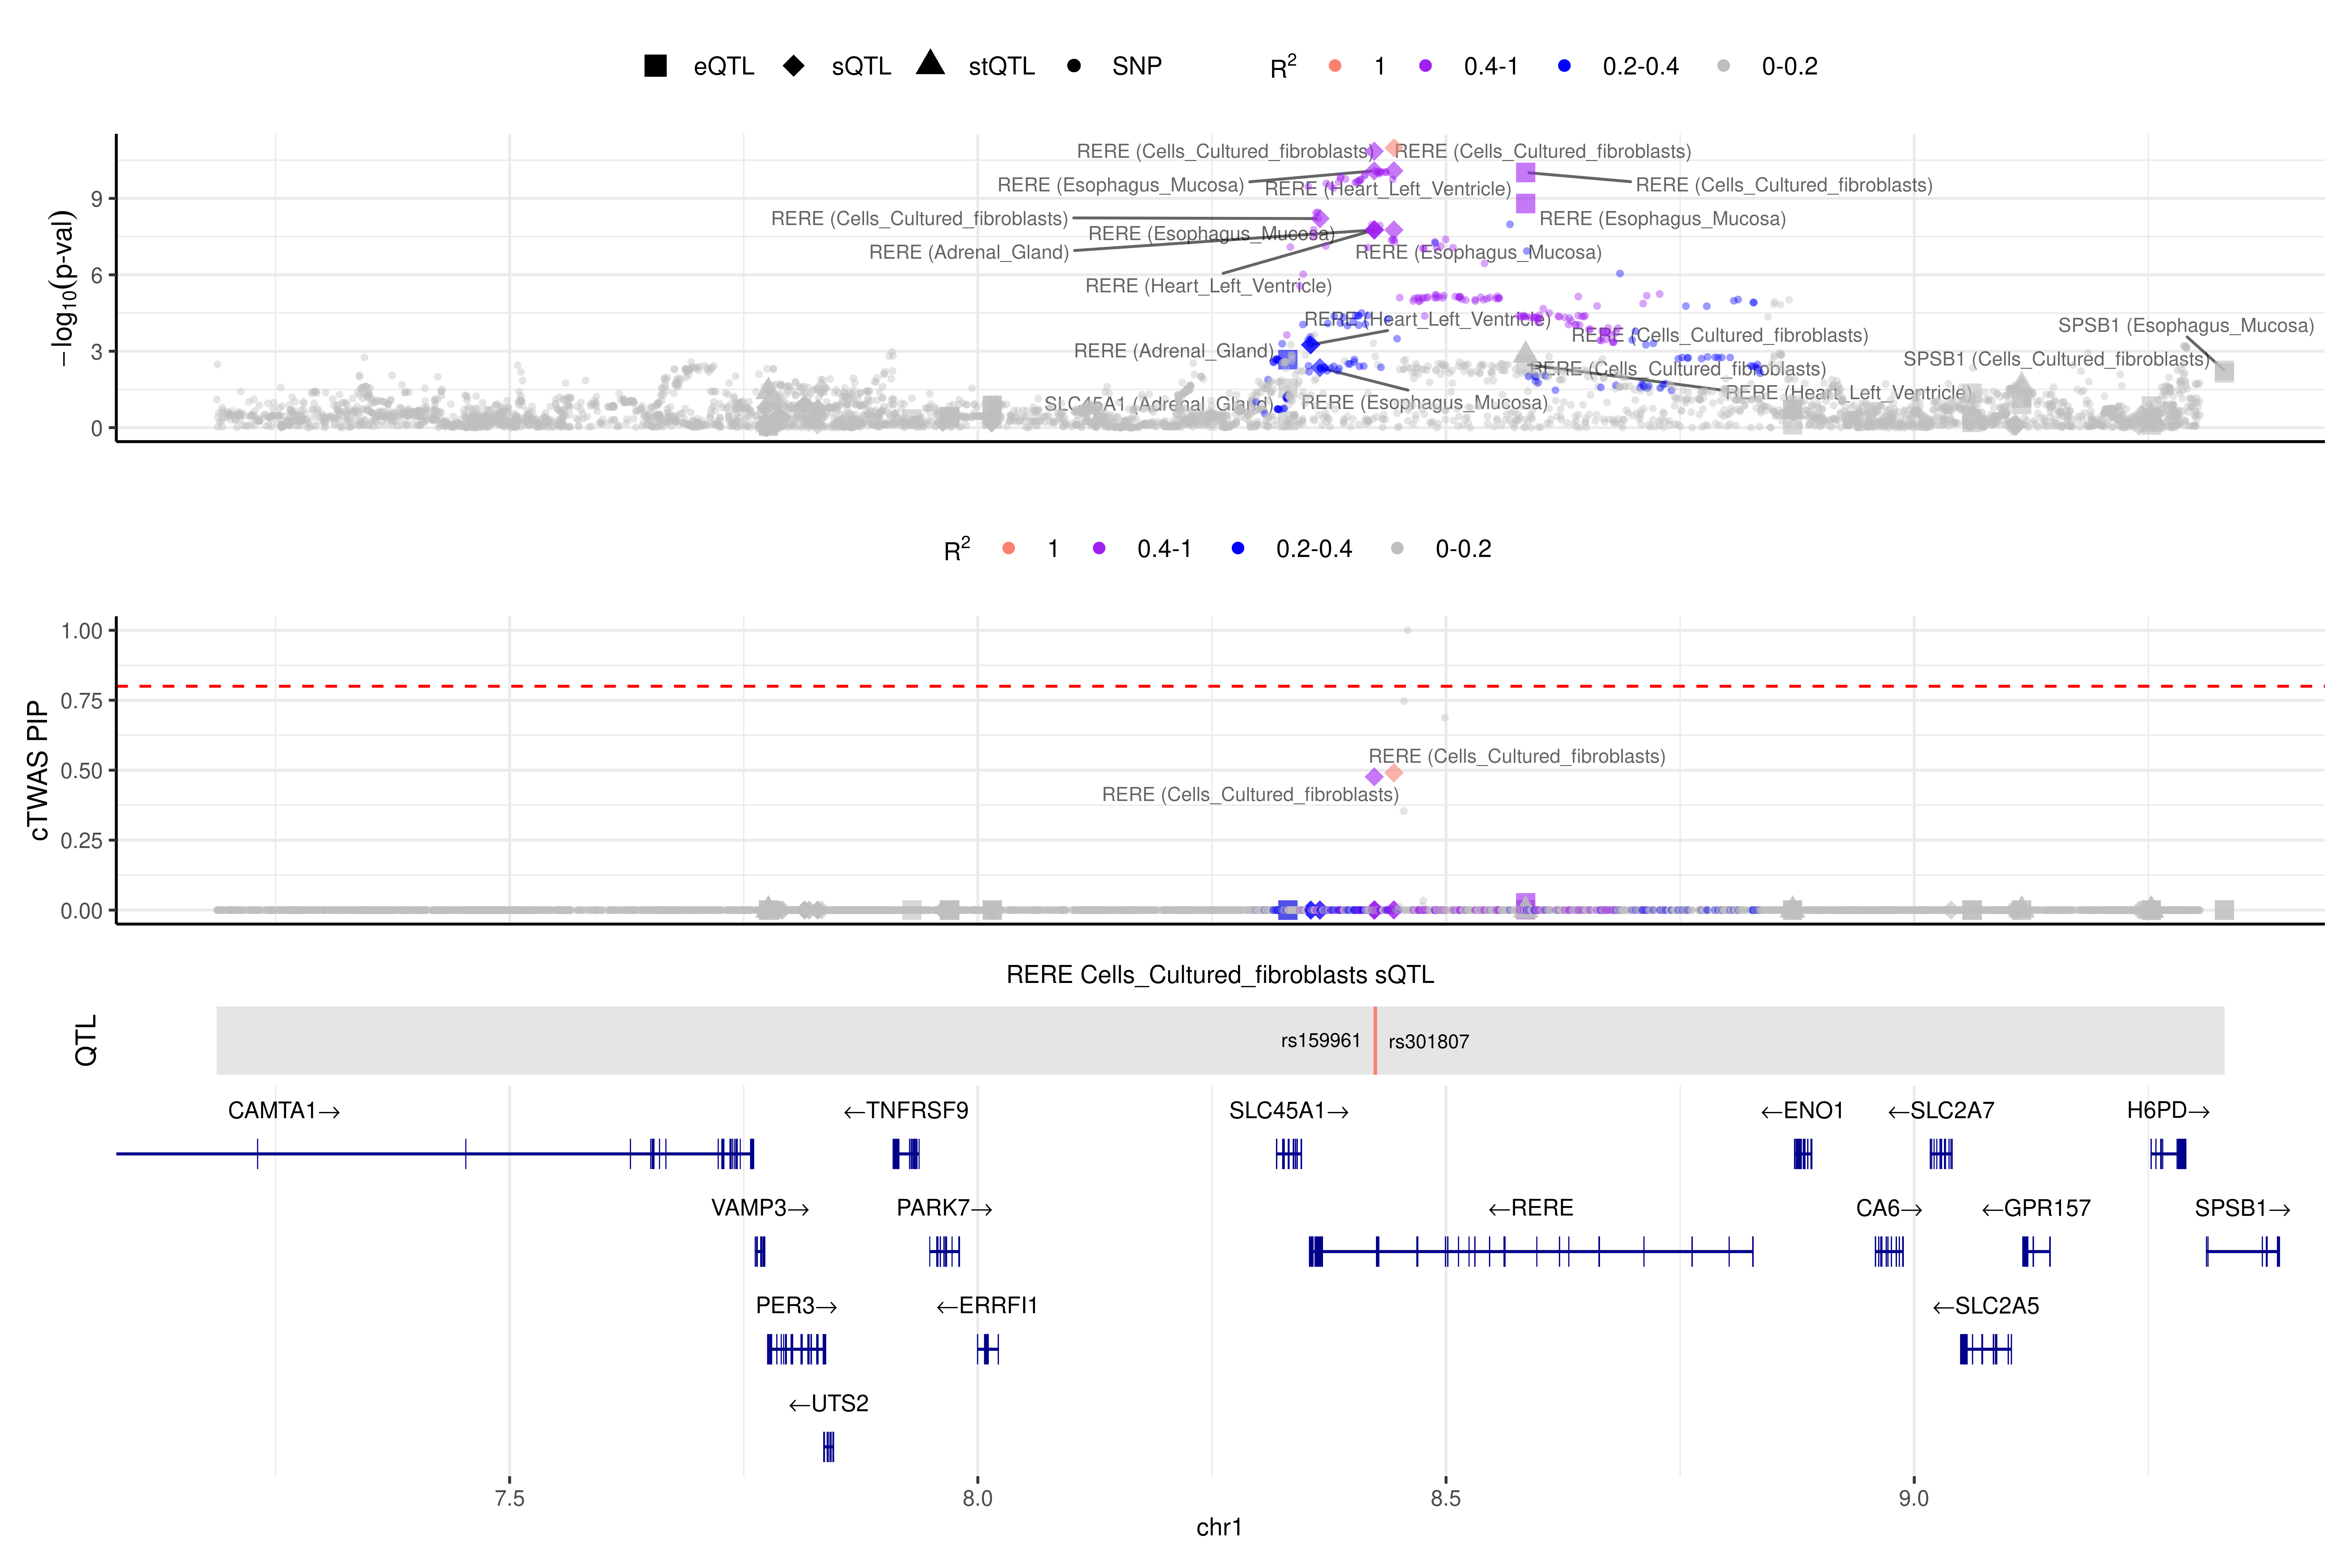 eQTL sQTL stQTL SNP R2 1 0.4-1 0.2-0.4 0-0.2
−log10(p-val)
9
6
3
0
RERE (Cells_Cultured_fibroblasts) RERE (Cells_Cultured_fibroblasts)
RERE (Esophagus_Mucosa) RERE (Heart_Left_Ventricle) RERE (Cells_Cultured_fibroblasts)
RERE (Cells_Cultured_fibroblasts) RERE (Esophagus_Mucosa)
RERE (Esophagus_Mucosa)
RERE (Adrenal_Gland) RERE (Esophagus_Mucosa)
RERE (Heart_Left_Ventricle)
RERE (Heart_Left_Ventricle) SPSB1 (Esophagus_Mucosa)
RERE (Cells_Cultured_fibroblasts)
RERE (Adrenal_Gland) SPSB1 (Cells_Cultured_fibroblasts)
RERE (Cells_Cultured_fibroblasts)
RERE (Heart_Left_Ventricle)
SLC45A1 (Adrenal_Gland) RERE (Esophagus_Mucosa)
R2 1 0.4-1 0.2-0.4 0-0.2
cTWAS PIP
1.00
0.75
0.50
0.25
0.00
RERE (Cells_Cultured_fibroblasts)
RERE (Cells_Cultured_fibroblasts)
RERE Cells_Cultured_fibroblasts sQTL
QTL
rs159961 rs301807
CAMTA1→ ←TNFRSF9 SLC45A1→ ←ENO1 ←SLC2A7 H6PD→
VAMP3→ PARK7→ ←RERE CA6→ ←GPR157 SPSB1→
PER3→ ←ERRFI1 ←SLC2A5
←UTS2
7.5 8.0 8.5 9.0
chr1